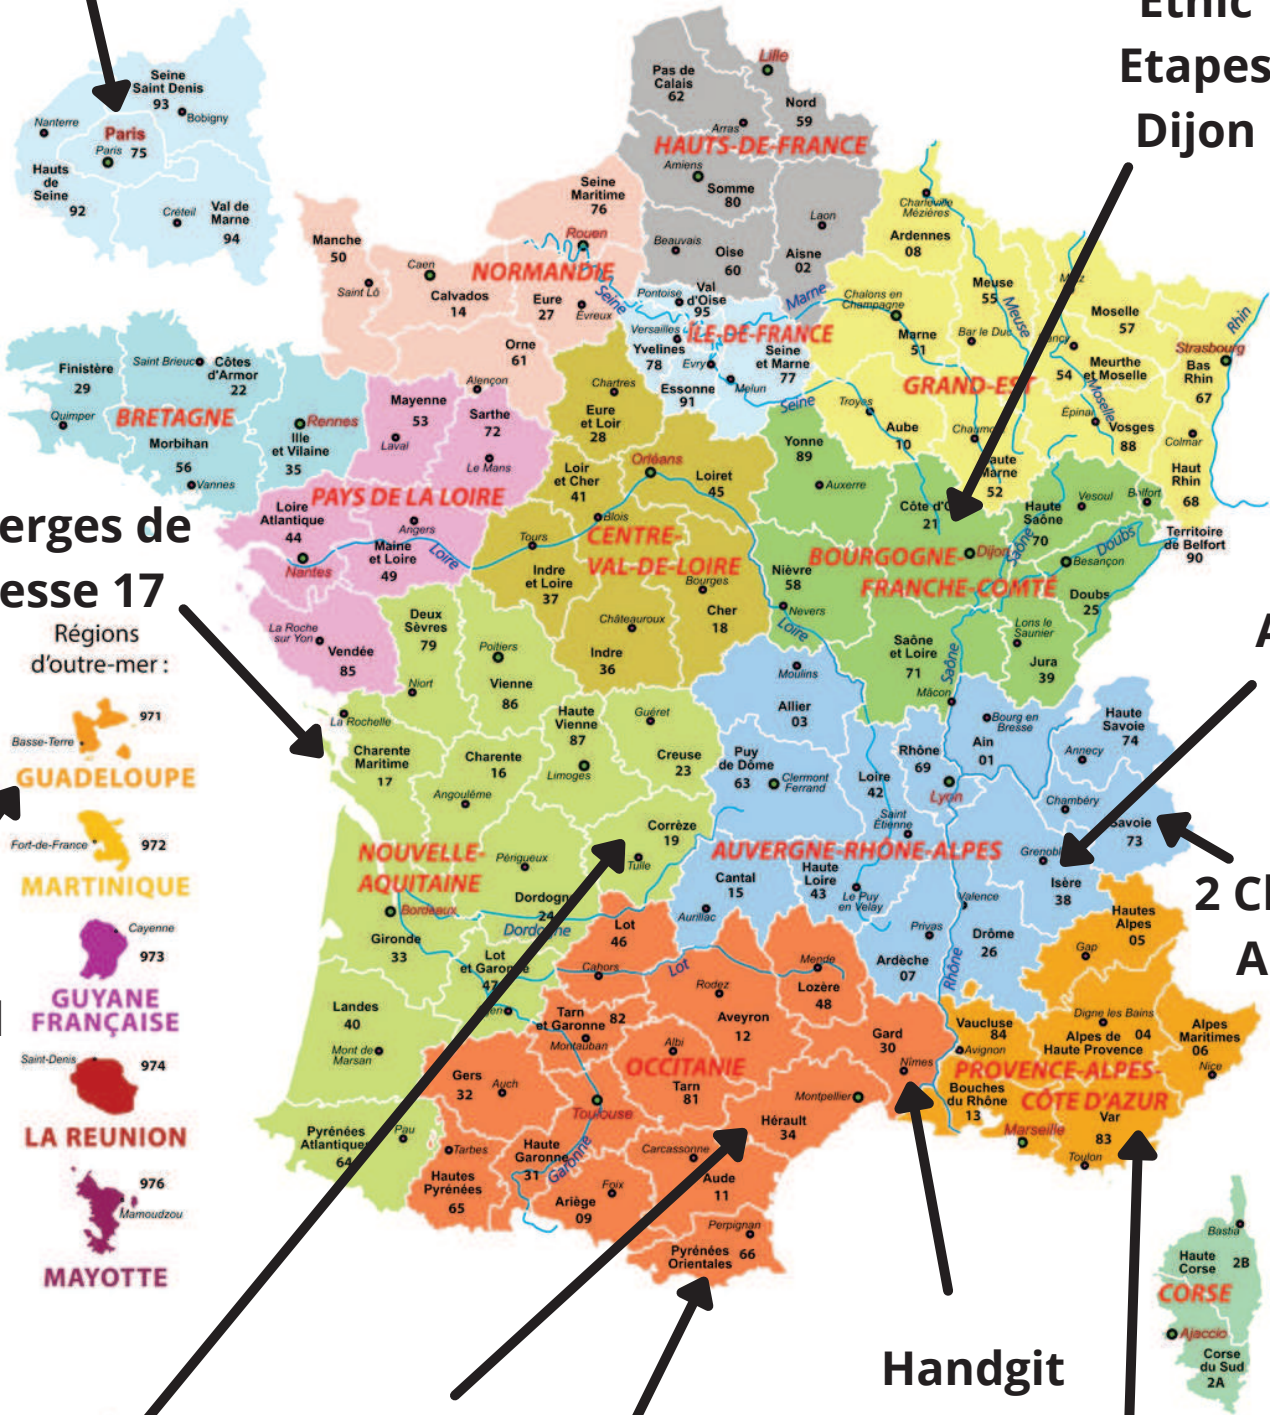 Ethic
Etapes
Dijon
Seine
Saint Denis
93
Bobigny
Nanterre
Paris
Paris 75
Hauts
de
Seine
92
Créteil
Val de
Marne
94
Pas de
Calais
62
Lille
Nord
59
Arras
HAUTS-DE-FRANCE
Amiens
Somme
80
Laon
Beauvais
Oise
60
Aisne
02
Seine
Maritime
76
Rouen
Manche
50
Caen
NORMANDIE
Saint Lô
Calvados
14
Eure
27
Évreux
Seine
Orne
61
Alençon
Pontoise
Val
d'Oise
95
Marne
Versailles
ÎLE-DE-FRANCE
Yvelines
78
Evry
Seine
et Marne
77
Melun
Essonne
91
Seine
Charleville
Mézières
Ardennes
08
Meuse
55
Meuse
Chalons en
Champagne
Marne
51
Bar le Duc
Moselle
57
Rhin
Strasbourg
Meurthe
et Moselle
54
Moselle
Bas
Rhin
67
GRAND-EST
Troyes
Aube
10
Épinal
Vosges
88
Colmar
52
Haut
Rhin
68
Finistère
29
Saint Brieuc
Côtes
d'Armor
22
Quimper
BRETAGNE
Rennes
Morbihan
56
Vannes
Ille
et Vilaine
35
Mayenne
53
Laval
Sarthe
72
Le Mans
PAYS DE LA LOIRE
Loire
Atlantique
44
Nantes
Angers
Maine
et Loire
49
Loire
La Roche
sur Yon
Vendée
85
Chartres
Eure
et Loir
28
Loir
et Cher
41
Orléans
Loiret
45
Blois
Tours
CENTRE-
VAL-DE-LOIRE
Indre
et Loire
37
Bourges
Cher
18
Châteauroux
Indre
36
Yonne
89
Auxerre
Côte d'O
21
Dijon
Haute
Saône
70
Vesoul
Belfort
Territoire
de Belfort
90
Doubs
Besançon
Saône
BOURGOGNE-
FRANCHE-COMTÉ
Nièvre
58
Nevers
Loire
Doubs
25
Lons le
Saunier
Saône
et Loire
71
Saône
Jura
39
Mâcon
erges de
esse 17
Régions
d'outre-mer :
971
Basse-Terre
GUADELOUPE
Fort-de-France
972
MARTINIQUE
Cayenne
973
GUYANE
FRANÇAISE
Saint-Denis
974
LA REUNION
976
Mamoudzou
MAYOTTE
Deux
Sèvres
79
Poitiers
Vienne
86
Niort
La Rochelle
Charente
Maritime
17
Charente
16
Angoulême
Haute
Vienne
87
Limoges
Guéret
Creuse
23
Corrèze
19
Tulle
NOUVELLE-
AQUITAINE
Périgueux
Dordogn
24
Dordogne
Bordeaux
Gironde
33
Lot
et Garonne
47
Landes
40
Mont de
Marsan
Pyrénées
Atlantiques
64
Pau
Moulins
Allier
03
Puy
de Dôme
63
Clermont
Ferrand
Loire
42
Saint
Étienne
Rhône
69
Lyon
Bourg en
Bresse
Ain
01
Haute
Savoie
74
Annecy
Chambéry
Savoie
73
AUVERGNE-RHÔNE-ALPES
Cantal
15
Aurillac
Haute
Loire
43
Le Puy
en Velay
Valence
Privas
Ardèche
07
Drôme
26
Rhône
Isère
38
A
2 Cl
A
Lot
46
Cahors
Lot
Mende
Lozère
48
Rodez
Aveyron
12
Tarn
et Garonne
82
Montauban
Albi
OCCITANIE
Tarn
81
Gard
30
Nîmes
Gers
32
Auch
Toulouse
Montpellier
Hérault
34
Tarbes
Hautes
Pyrénées
65
Haute
Garonne
31
Garonne
Foix
Ariège
09
Carcassonne
Aude
11
Perpignan
Pyrénées
Orientales
66
Hautes
Alpes
05
Gap
Vaucluse
84
Avignon
Digne les Bains
Alpes de
Haute Provence
04
Alpes
Maritimes
06
Nice
PROVENCE-ALPES-
CÔTE D'AZUR
Bouches
du Rhône
13
Marseille
Var
83
Toulon
Bastia
Haute
Corse
2B
CORSE
Ajaccio
Corse
du Sud
2A
Handgit